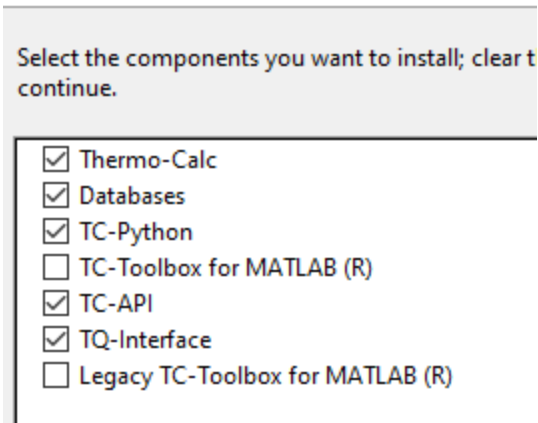 Select the components you want to install; clear
continue.
Thermo-Calc
Databases
TC-Python
TC-Toolbox for MATLAB (R)
TC-API
TQ-Interface
Legacy TC-Toolbox for MATLAB (R)